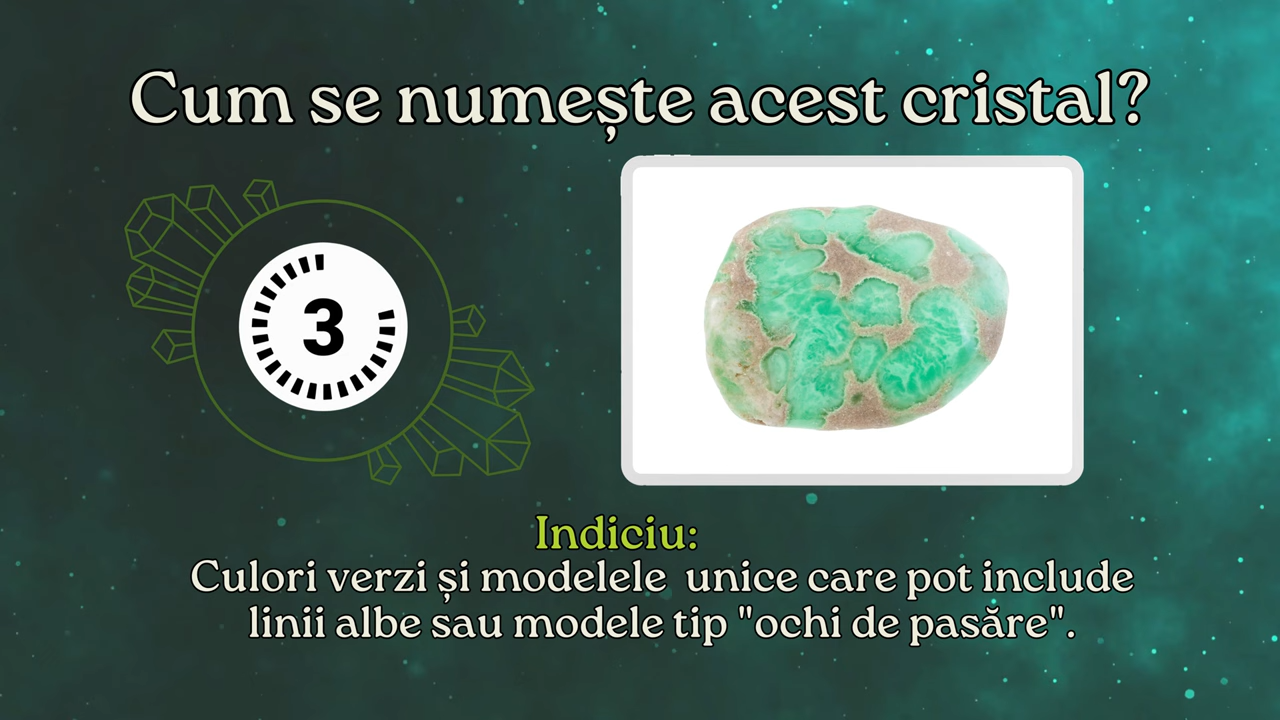 Cum se numește acest cristal?
3
Indiciu:
Culori verzi și modelele unice care pot include
linii albe sau modele tip "ochi de pasăre".